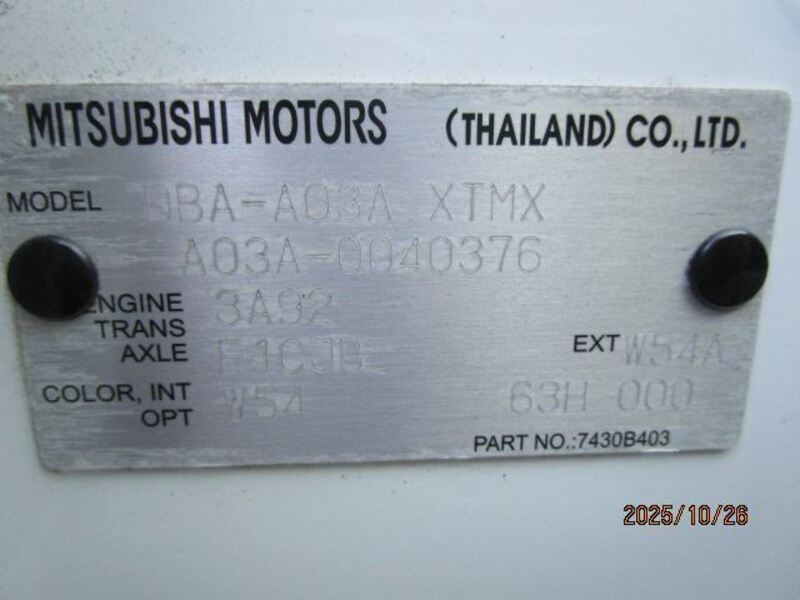 MITSUBISHI MOTORS (THAILAND) CO., LTD.
MODEL DBA-A03A XTMX
A03A-0040376
ENGINE 3A92
TRANS
AXLE F1CJB EXT W54A
COLOR, INT W54 63H 000
OPT
PART NO.:7430B403
2025/10/26